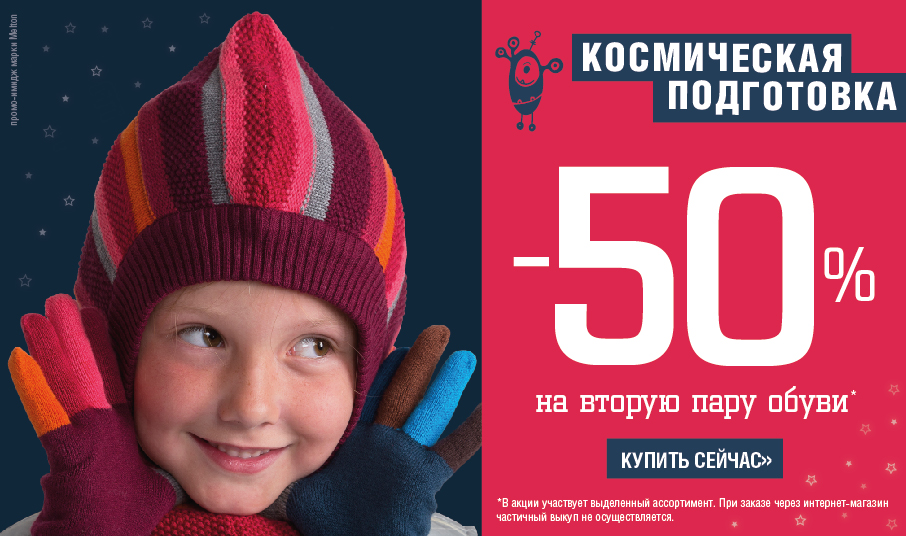 промо-имидж марки Melton
КОСМИЧЕСКАЯ
ПОДГОТОВКА
-50%
на вторую пару обуви*
КУПИТЬ СЕЙЧАС»
*В акции участвует выделенный ассортимент. При заказе через интернет-магазин
частичный выкуп не осуществляется.